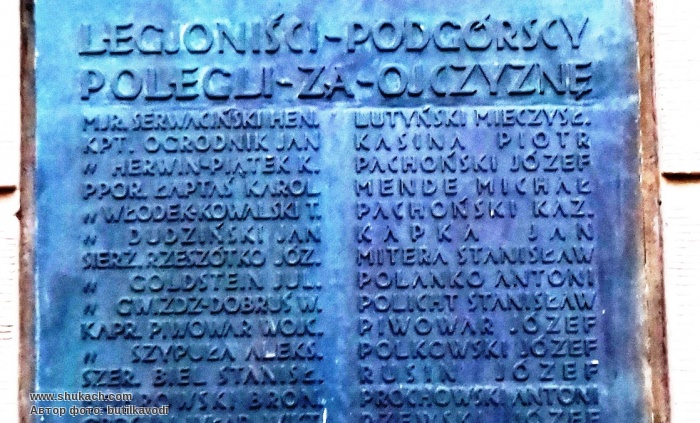 LEGJONIŚCI-PODGÓRSCY
POLEGLI-ZA-OJCZYZNĘ
MJR. SERWACIŃSKI HEN.
KPT. OGRODNIK JAN
" HERWIN-PIĄTEK K.
PPOR. ŁAPTAŚ KAROL
" WŁODEK-KOWALSKI T.
" DUDZIŃSKI JAN
SIERŻ. RZESZÓTKO JÓZ.
" GOLDSTEIN JUL.
" GWIZDZ-DOBRUŚ W.
KAPR. PIWOWAR WOJC.
" SZYPUŁA ALEKS.
SZER. BIEL STANISŁ.
BRON.
LUTYŃSKI MIECZYSŁ.
KASINA PIOTR
PACHOŃSKI JÓZEF
MENDE MICHAŁ
PACHOŃSKI KAZ.
KAPKA JAN
MITERA STANISŁAW
POLANKO ANTONI
POLICHT STANISŁAW
PIWOWAR JÓZEF
POLKOWSKI JÓZEF
RUSIN JÓZEF
PROCHOWSKI ANTONI
JÓZEF
www.shukach.com
Автор фото: butilkavodi